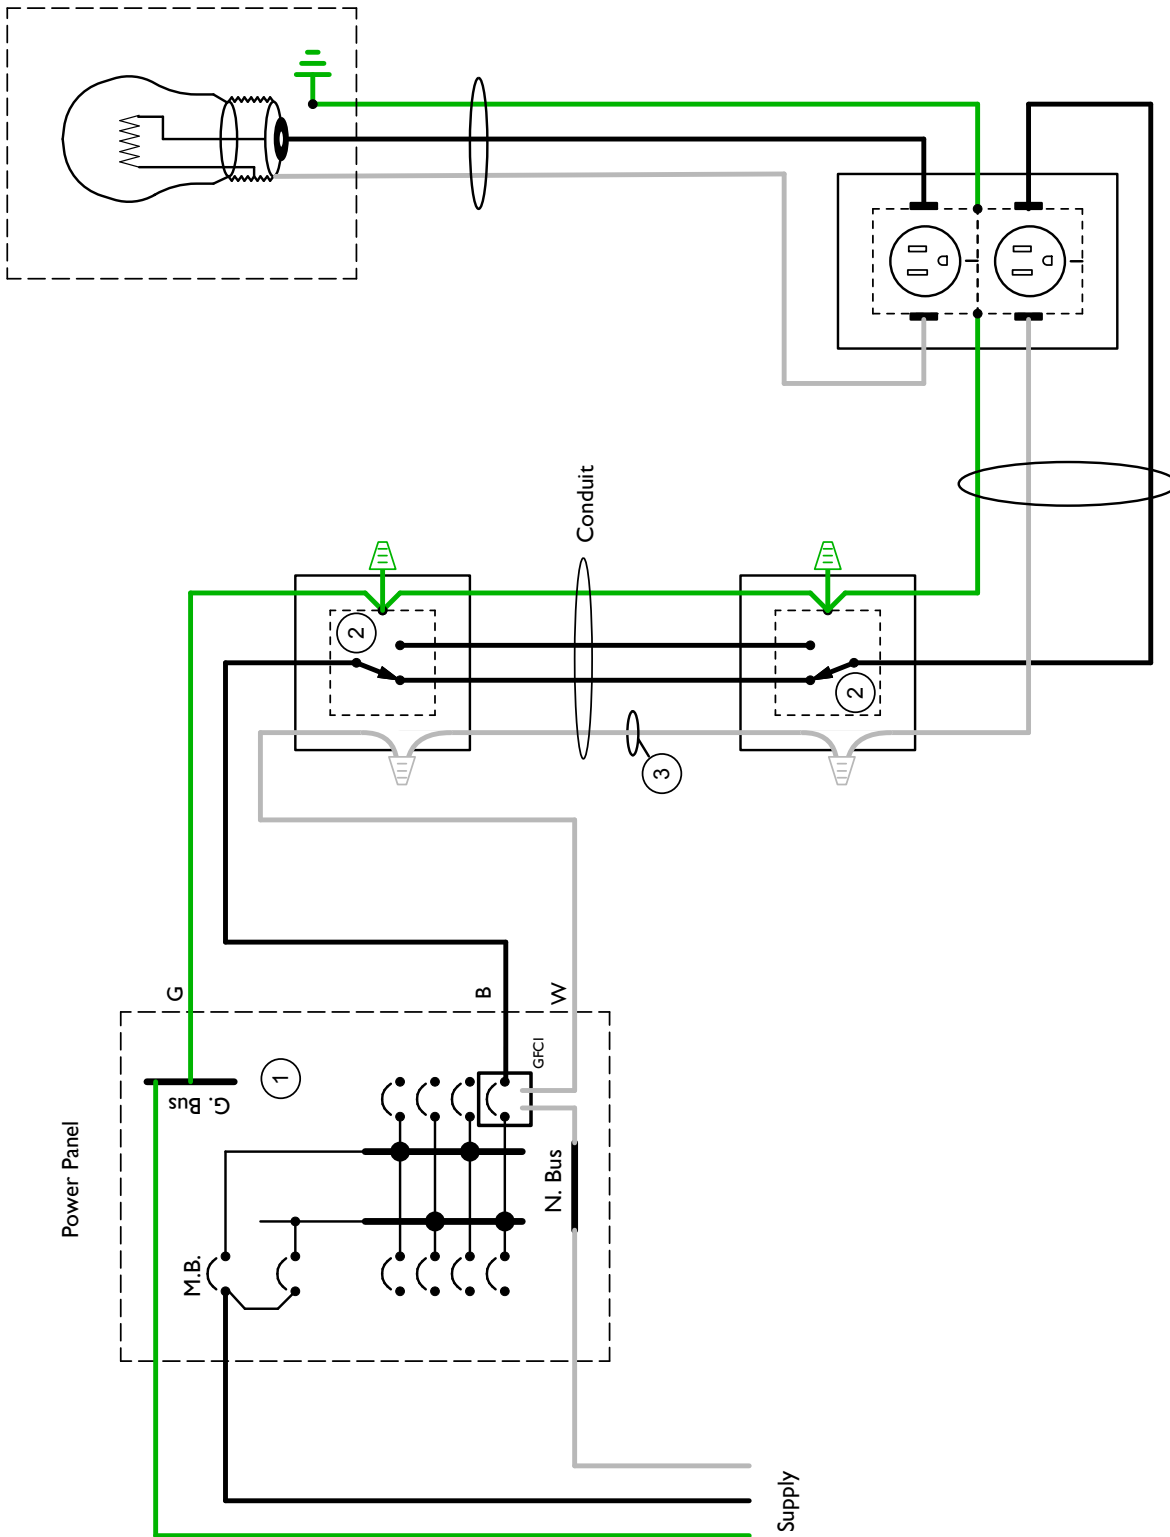 Power Panel
G. Bus
1
G
M.B.
B
GFCI
W
N. Bus
Supply
2
Conduit
3
2